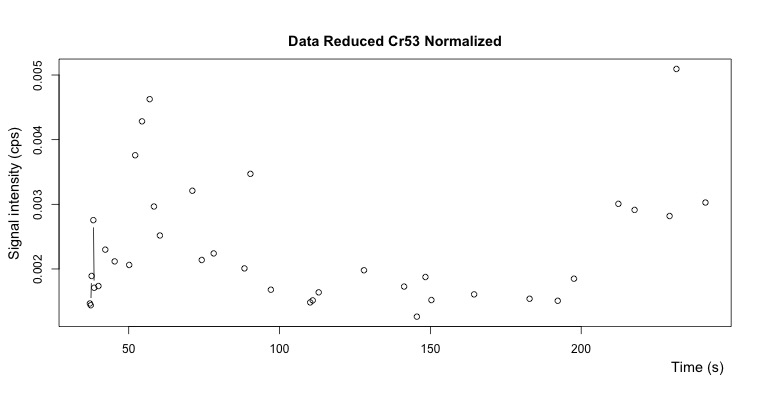 Data Reduced Cr53 Normalized
Signal intensity (cps)
0.005
0.004
0.003
0.002
50 100 150 200
Time (s)